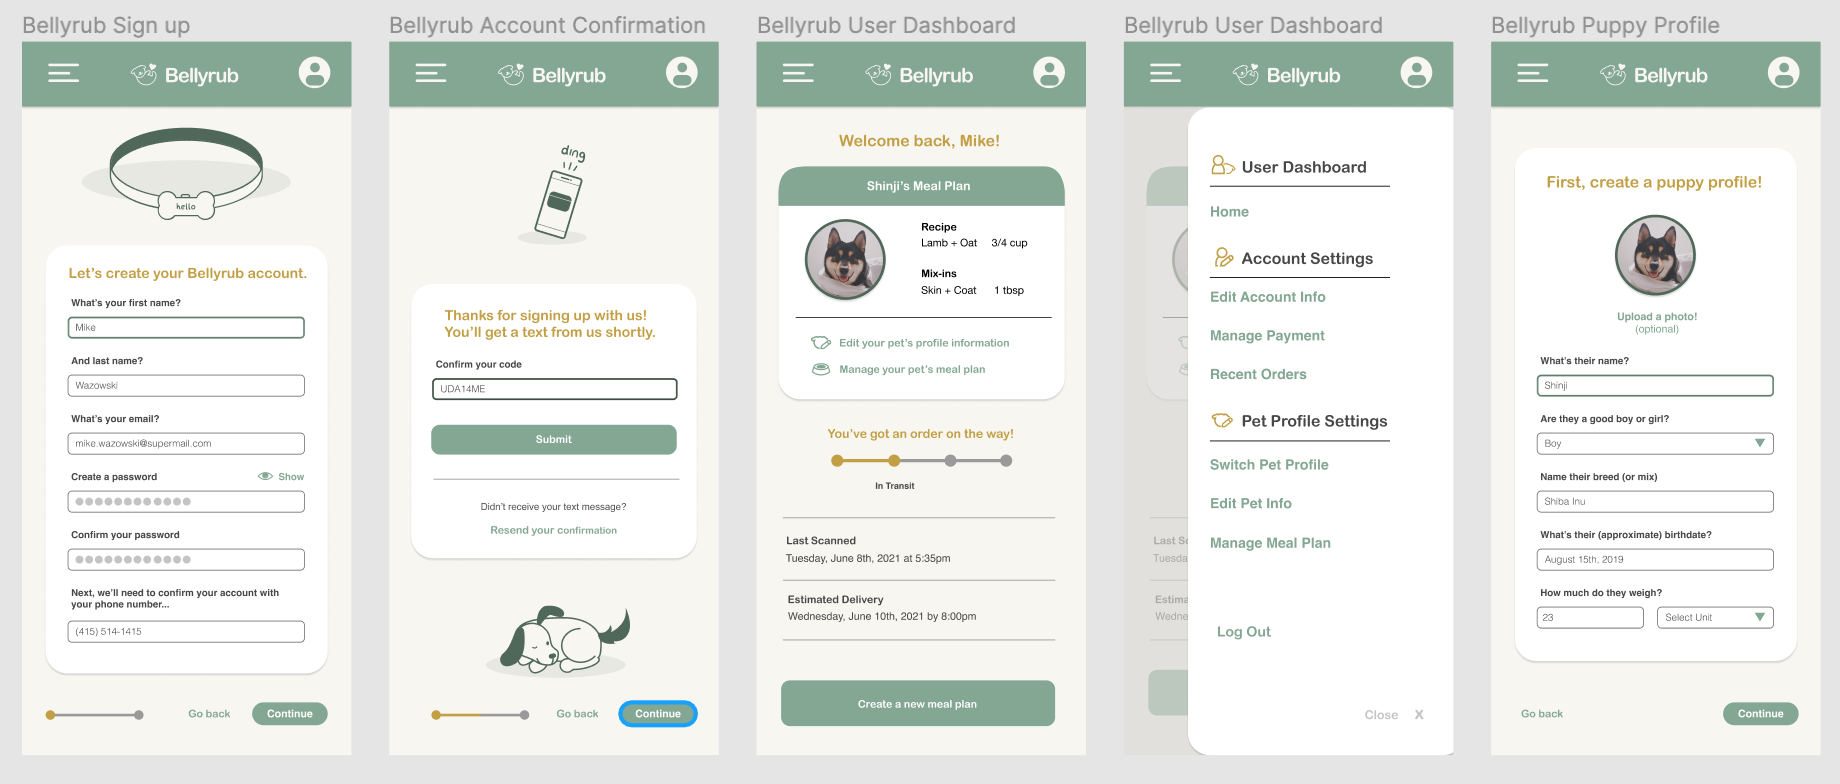 Bellyrub Sign up
Bellyrub
hello
Let's create your Bellyrub account.
What's your first name?
Mike
And last name?
Wazowski
What's your email?
mike.wazowski@supermail.com
Create a password
Show
Confirm your password
Next, we'll need to confirm your account with
your phone number...
(415) 514-1415
Go back
Continue
Bellyrub Account Confirmation
Bellyrub
ding
Thanks for signing up with us!
You'll get a text from us shortly.
Confirm your code
UDA14ME
Submit
Didn't receive your text message?
Resend your confirmation
Go back
Continue
Bellyrub User Dashboard
Bellyrub
Welcome back, Mike!
Shinji's Meal Plan
Recipe
Lamb + Oat 3/4 cup
Mix-ins
Skin + Coat 1 tbsp
Edit your pet's profile information
Manage your pet's meal plan
You've got an order on the way!
In Transit
Last Scanned
Tuesday, June 8th, 2021 at 5:35pm
Estimated Delivery
Wednesday, June 10th, 2021 by 8:00pm
Create a new meal plan
Bellyrub User Dashboard
Bellyrub
User Dashboard
Home
Account Settings
Edit Account Info
Manage Payment
Recent Orders
Pet Profile Settings
Switch Pet Profile
Edit Pet Info
Manage Meal Plan
Last Sc
Tuesda
Estima
Wedne
Log Out
Close X
Bellyrub Puppy Profile
Bellyrub
First, create a puppy profile!
Upload a photo!
(optional)
What's their name?
Shinji
Are they a good boy or girl?
Boy
Name their breed (or mix)
Shiba Inu
What's their (approximate) birthdate?
August 15th, 2019
How much do they weigh?
23
Select Unit
Go back
Continue